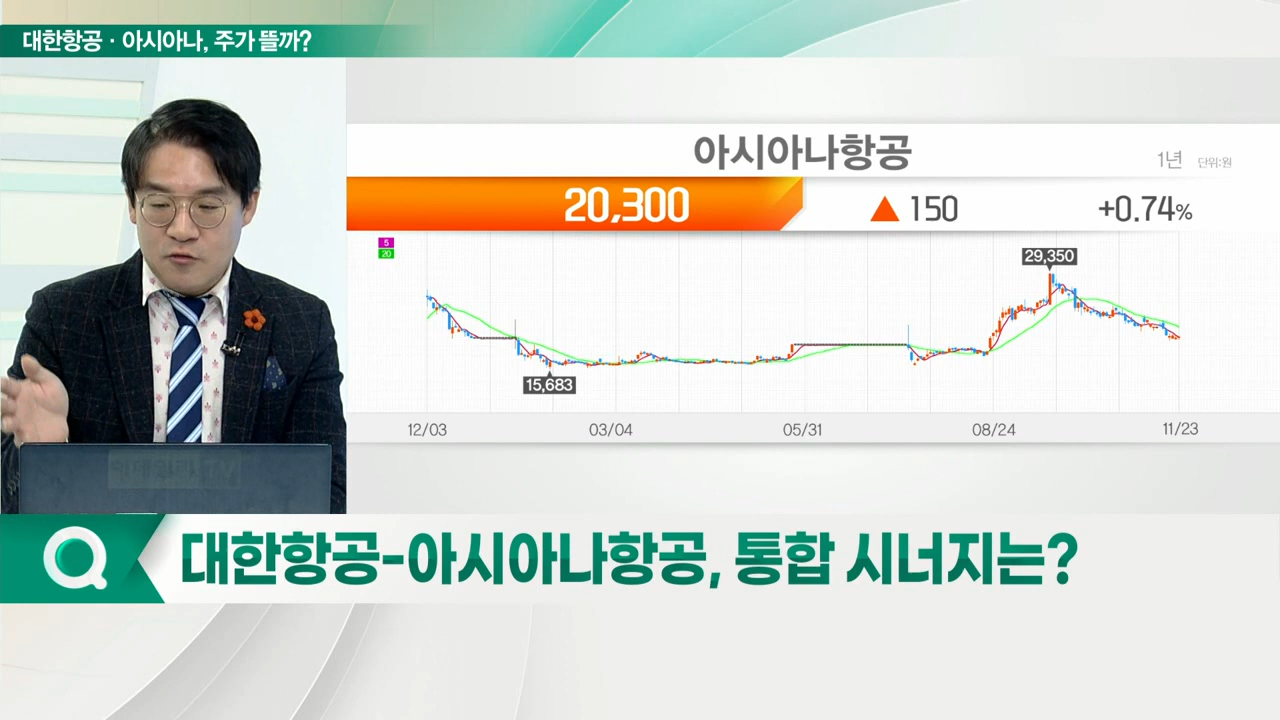 대한항공 · 아시아나, 주가 뜰까?
아시아나항공
1년 단위:원
20,300 ▲ 150 +0.74%
5
20
29,350
15,683
12/03 03/04 05/31 08/24 11/23
Q 대한항공-아시아나항공, 통합 시너지는?